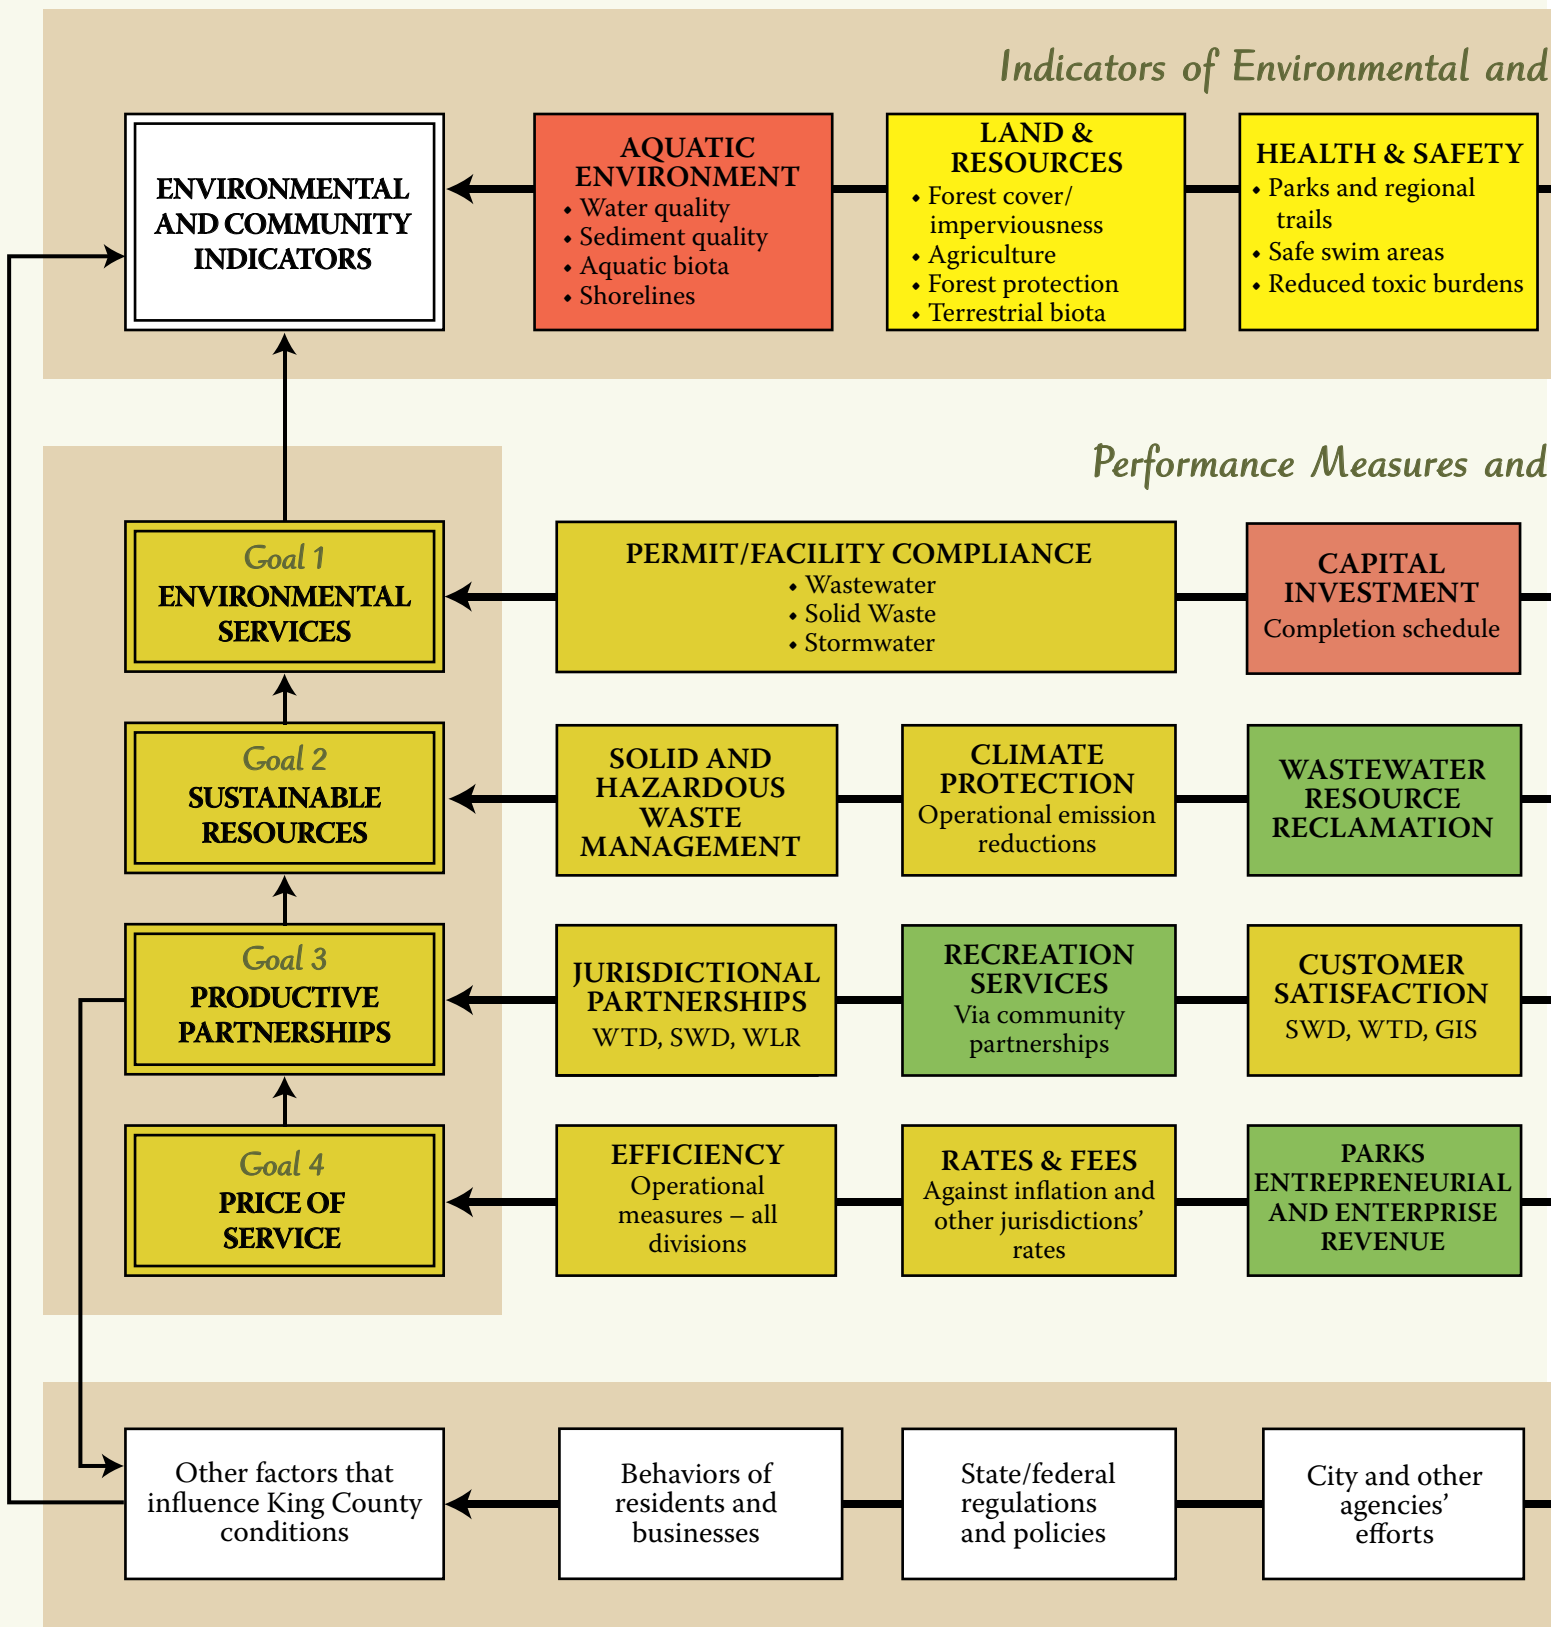 Indicators of Environmental and
ENVIRONMENTAL
AND COMMUNITY
INDICATORS
AQUATIC
ENVIRONMENT
• Water quality
• Sediment quality
• Aquatic biota
• Shorelines
LAND &
RESOURCES
• Forest cover/
imperviousness
• Agriculture
• Forest protection
• Terrestrial biota
HEALTH & SAFETY
• Parks and regional
trails
• Safe swim areas
• Reduced toxic burdens
Performance Measures and
Goal 1
ENVIRONMENTAL
SERVICES
PERMIT/FACILITY COMPLIANCE
• Wastewater
• Solid Waste
• Stormwater
CAPITAL
INVESTMENT
Completion schedule
Goal 2
SUSTAINABLE
RESOURCES
SOLID AND
HAZARDOUS
WASTE
MANAGEMENT
CLIMATE
PROTECTION
Operational emission
reductions
WASTEWATER
RESOURCE
RECLAMATION
Goal 3
PRODUCTIVE
PARTNERSHIPS
JURISDICTIONAL
PARTNERSHIPS
WTD, SWD, WLR
RECREATION
SERVICES
Via community
partnerships
CUSTOMER
SATISFACTION
SWD, WTD, GIS
Goal 4
PRICE OF
SERVICE
EFFICIENCY
Operational
measures – all
divisions
RATES & FEES
Against inflation and
other jurisdictions’
rates
PARKS
ENTREPRENEURIAL
AND ENTERPRISE
REVENUE
Other factors that
influence King County
conditions
Behaviors of
residents and
businesses
State/federal
regulations
and policies
City and other
agencies’
efforts